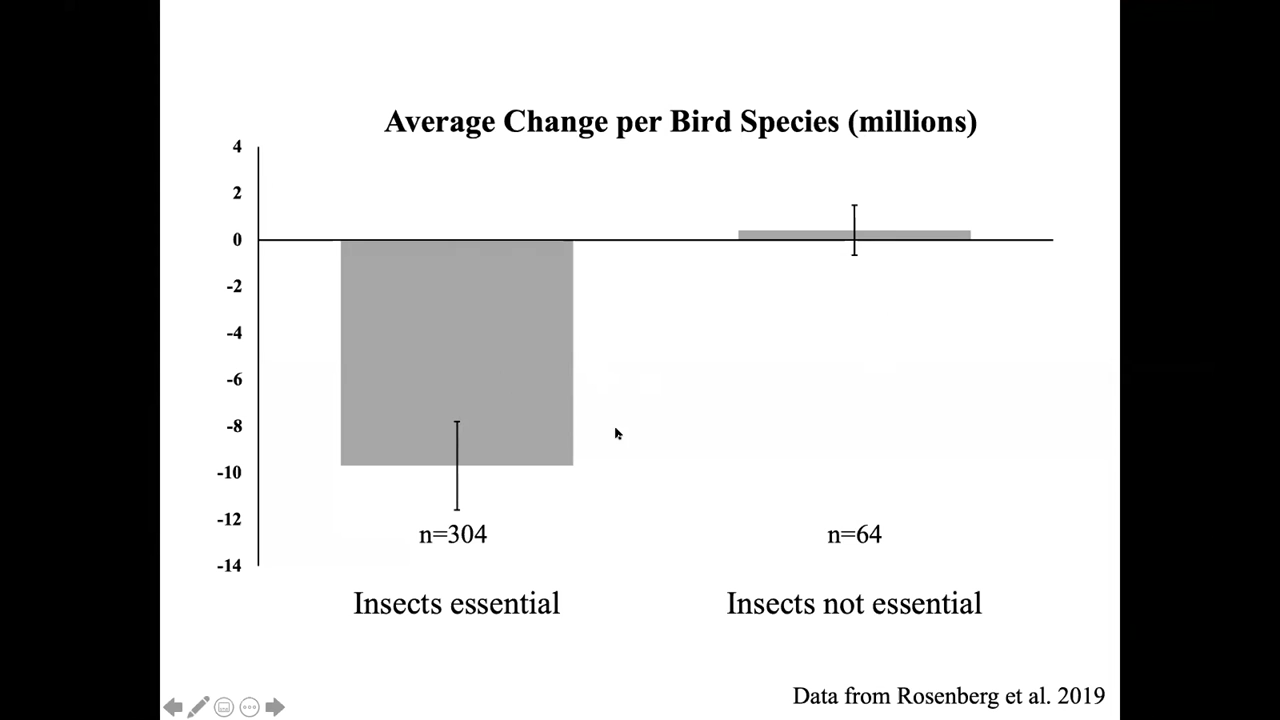 Average Change per Bird Species (millions)
4
2
0
-2
-4
-6
-8
-10
-12
-14
n=304
n=64
Insects essential
Insects not essential
Data from Rosenberg et al. 2019